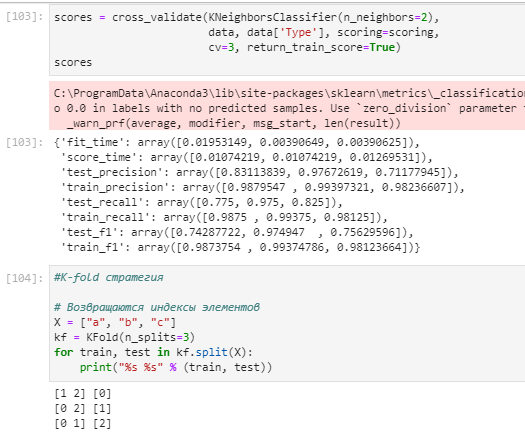 [103]: scores = cross_validate(KNeighborsClassifier(n_neighbors=2),
data, data['Type'], scoring=scoring,
cv=3, return_train_score=True)
scores
C:\ProgramData\Anaconda3\lib\site-packages\sklearn\metrics\_classification
o 0.0 in labels with no predicted samples. Use `zero_division` parameter
_warn_prf(average, modifier, msg_start, len(result))
[103]: {'fit_time': array([0.01953149, 0.00390649, 0.00390625]),
'score_time': array([0.01074219, 0.01074219, 0.01269531]),
'test_precision': array([0.83113839, 0.97672619, 0.71177945]),
'train_precision': array([0.9879547 , 0.99397321, 0.98236607]),
'test_recall': array([0.775, 0.975, 0.825]),
'train_recall': array([0.9875 , 0.99375, 0.98125]),
'test_f1': array([0.74287722, 0.974947  , 0.75629596]),
'train_f1': array([0.9873754 , 0.99374786, 0.98123664])}
[104]: #K-fold стратегия
# Возвращаются индексы элементов
X = ["a", "b", "c"]
kf = KFold(n_splits=3)
for train, test in kf.split(X):
print("%s %s" % (train, test))
[1 2] [0]
[0 2] [1]
[0 1] [2]